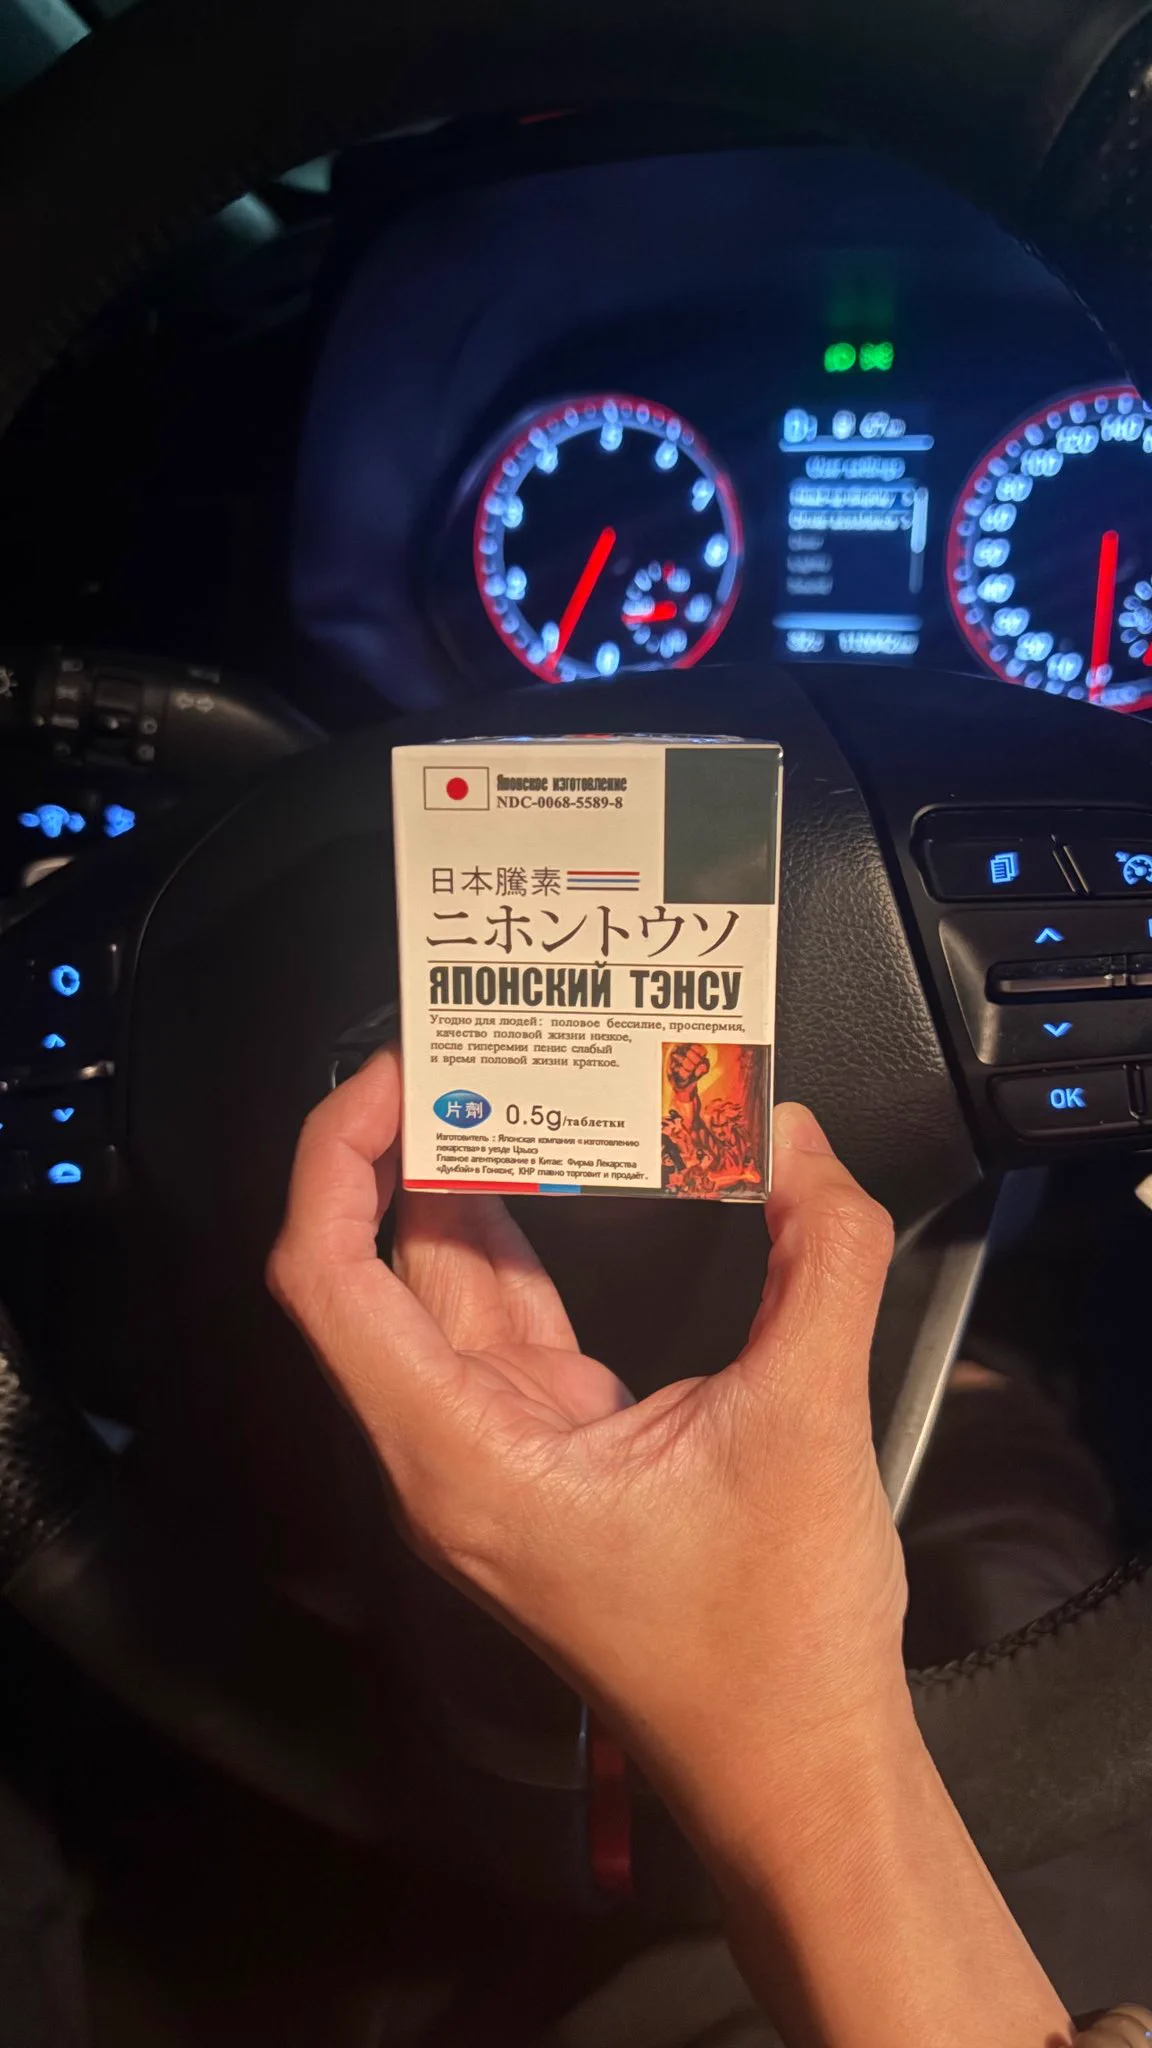 Японское изготовление
NDC-0068-5589-8
日本騰素
ニホントウソ
ЯПОНСКИЙ ТЭНСУ
Угодно для людей: половое бессилие, проспермия,
качество половой жизни низкое,
после гиперемии пенис слабый
и время половой жизни краткое.
片劑 0.5g/таблетки
Изготовитель : Японская компания «изготовлению
лекарства» в уезде Цзыхэ
Главное агентирование в Китае: Фирма Лекарства
«Дунбэй» в Гонконг, КНР главно торговит и продаёт.
OK